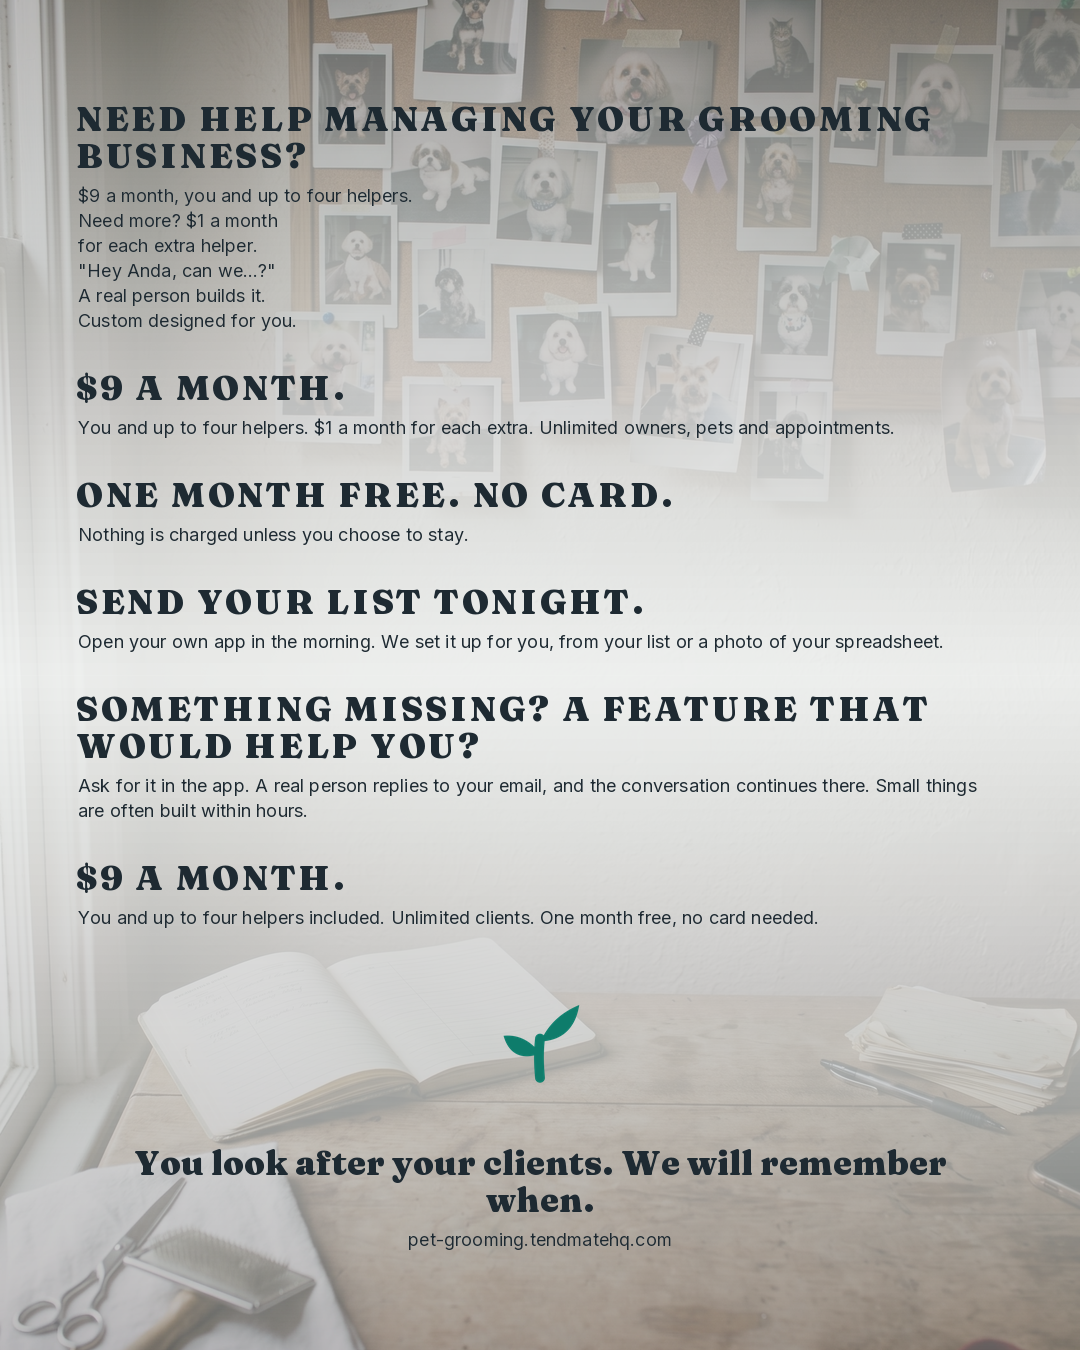 NEED HELP MANAGING YOUR GROOMING
BUSINESS?
$9 a month, you and up to four helpers.
Need more? $1 a month
for each extra helper.
"Hey Anda, can we...?"
A real person builds it.
Custom designed for you.
$9 A MONTH.
You and up to four helpers. $1 a month for each extra. Unlimited owners, pets and appointments.
ONE MONTH FREE. NO CARD.
Nothing is charged unless you choose to stay.
SEND YOUR LIST TONIGHT.
Open your own app in the morning. We set it up for you, from your list or a photo of your spreadsheet.
SOMETHING MISSING? A FEATURE THAT
WOULD HELP YOU?
Ask for it in the app. A real person replies to your email, and the conversation continues there. Small things
are often built within hours.
$9 A MONTH.
You and up to four helpers included. Unlimited clients. One month free, no card needed.
You look after your clients. We will remember
when.
pet-grooming.tendmatehq.com